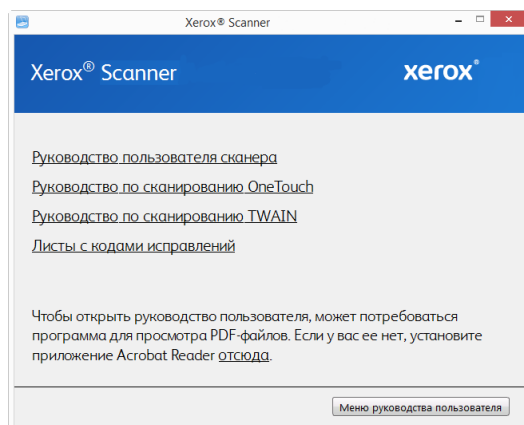 Xerox® Scanner
Xerox® Scanner
xerox®
Руководство пользователя сканера
Руководство по сканированию OneTouch
Руководство по сканированию TWAIN
Листы с кодами исправлений
Чтобы открыть руководство пользователя, может потребоваться
программа для просмотра PDF-файлов. Если у вас ее нет, установите
приложение Acrobat Reader отсюда.
Меню руководства пользователя